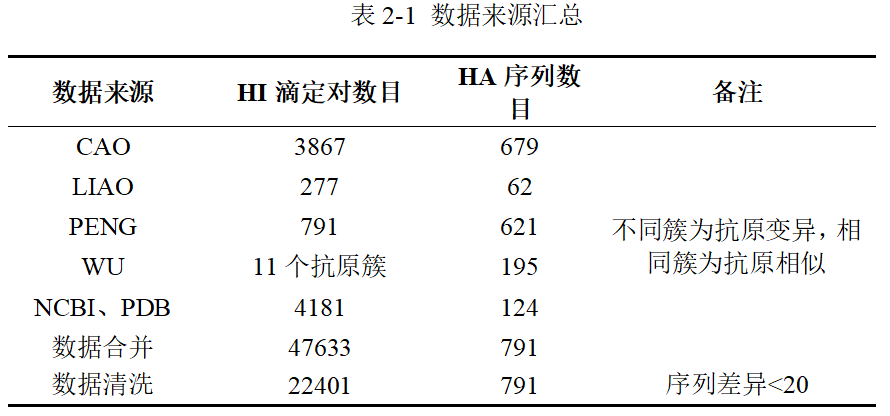 表 2-1 数据来源汇总
数据来源 HI 滴定对数目 HA 序列数目 备注
CAO 3867 679
LIAO 277 62
PENG 791 621 不同簇为抗原变异，相同簇为抗原相似
WU 11 个抗原簇 195
NCBI、PDB 4181 124
数据合并 47633 791
数据清洗 22401 791 序列差异<20